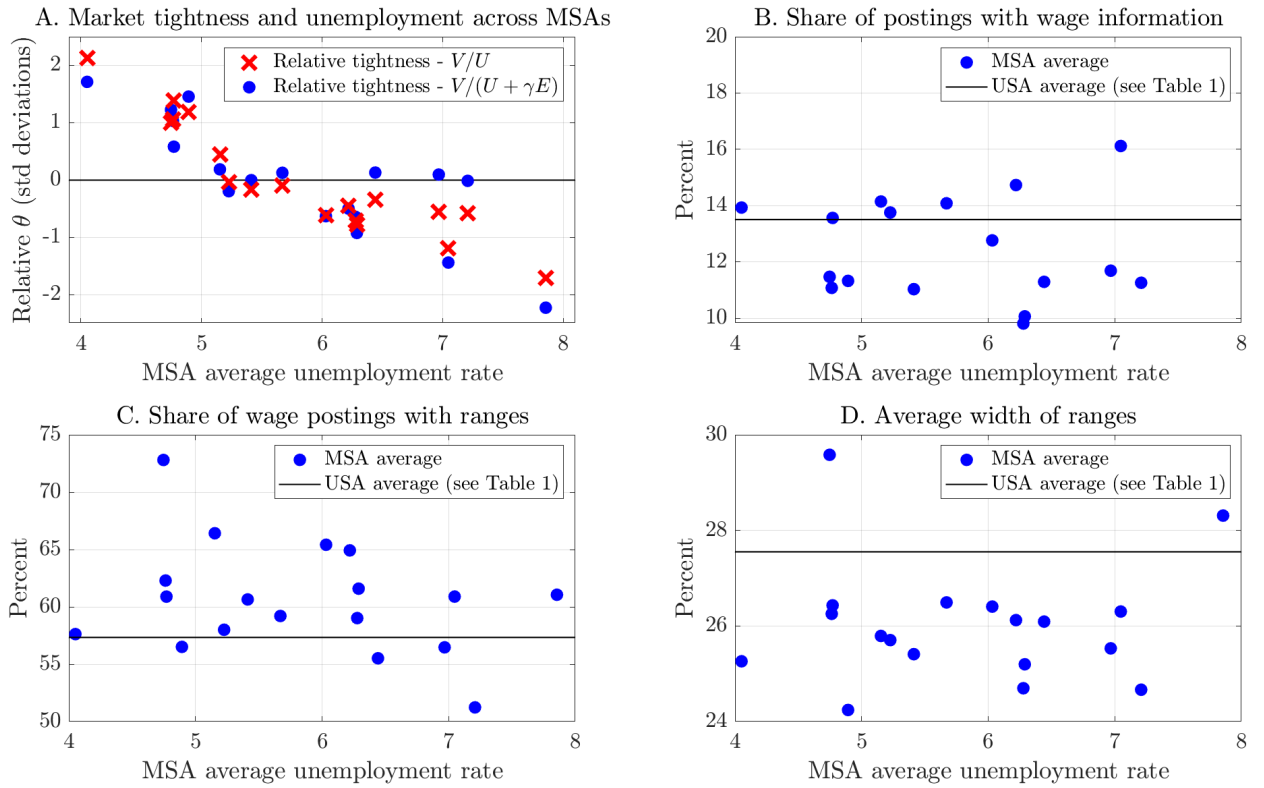 A. Market tightness and unemployment across MSAs
Relative θ (std deviations)
2
1
0
-1
-2
Relative tightness - V/U
Relative tightness - V/(U + γE)
4 5 6 7 8
MSA average unemployment rate
B. Share of postings with wage information
Percent
20
18
16
14
12
10
MSA average
USA average (see Table 1)
4 5 6 7 8
MSA average unemployment rate
C. Share of wage postings with ranges
Percent
75
70
65
60
55
50
MSA average
USA average (see Table 1)
4 5 6 7 8
MSA average unemployment rate
D. Average width of ranges
Percent
30
28
26
24
MSA average
USA average (see Table 1)
4 5 6 7 8
MSA average unemployment rate